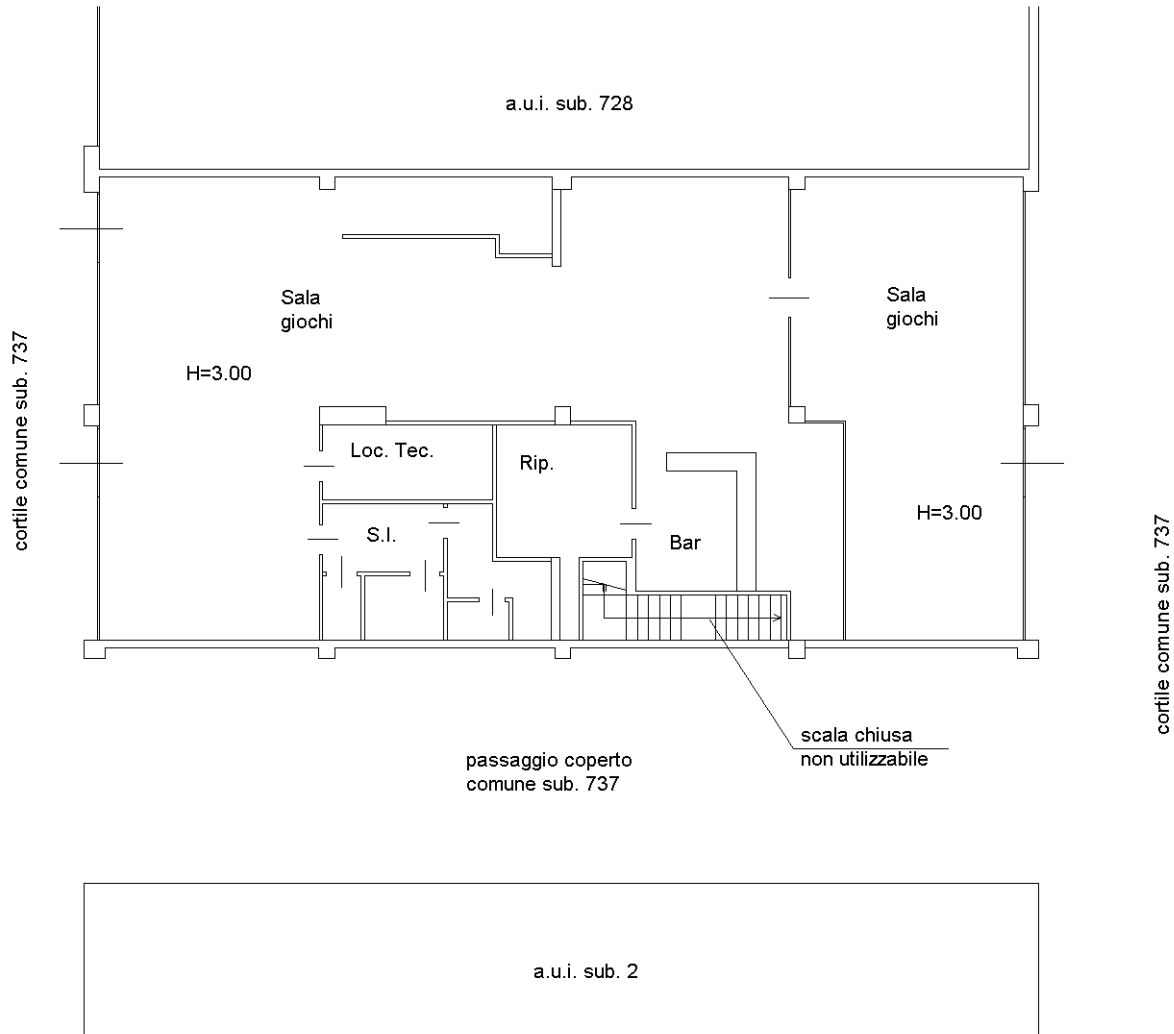 a.u.i. sub. 728
Sala
giochi
Sala
giochi
cortile comune sub. 737
H=3.00
Loc. Tec.
Rip.
H=3.00
S.I.
Bar
cortile comune sub. 737
scala chiusa
non utilizzabile
passaggio coperto
comune sub. 737
a.u.i. sub. 2